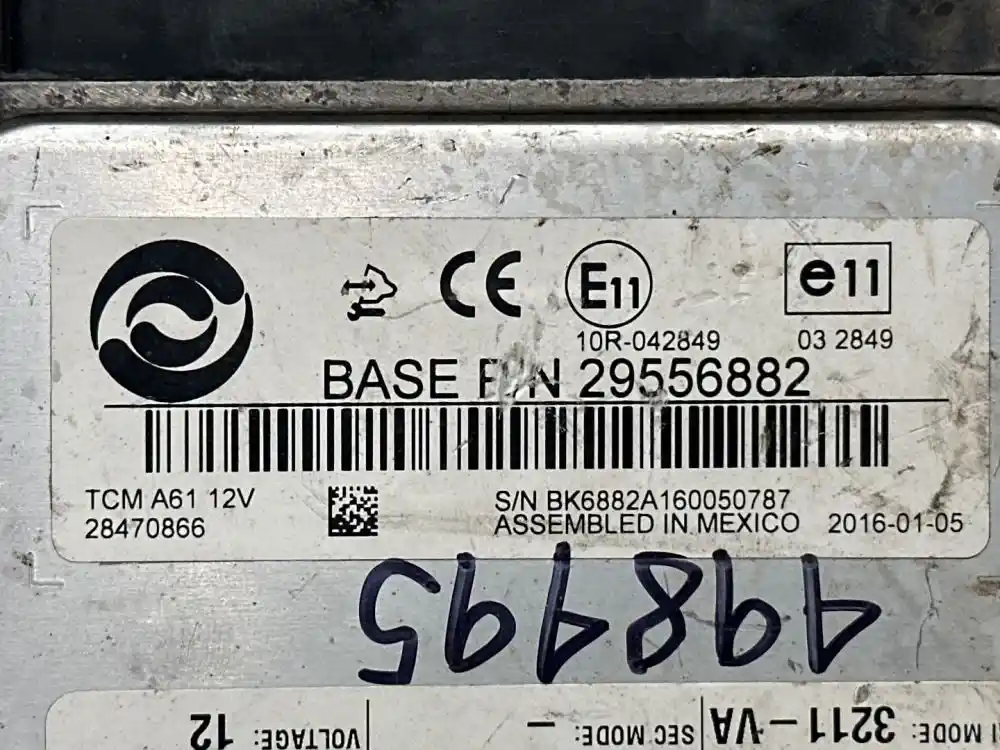 CE E11 e11
10R-042849 03 2849
BASE P/N 29556882
TCM A61 12V
28470866
S/N BK6882A160050787
ASSEMBLED IN MEXICO 2016-01-05
498495
MODE: 3211-VA SEC MODE: – VOLTAGE: 12